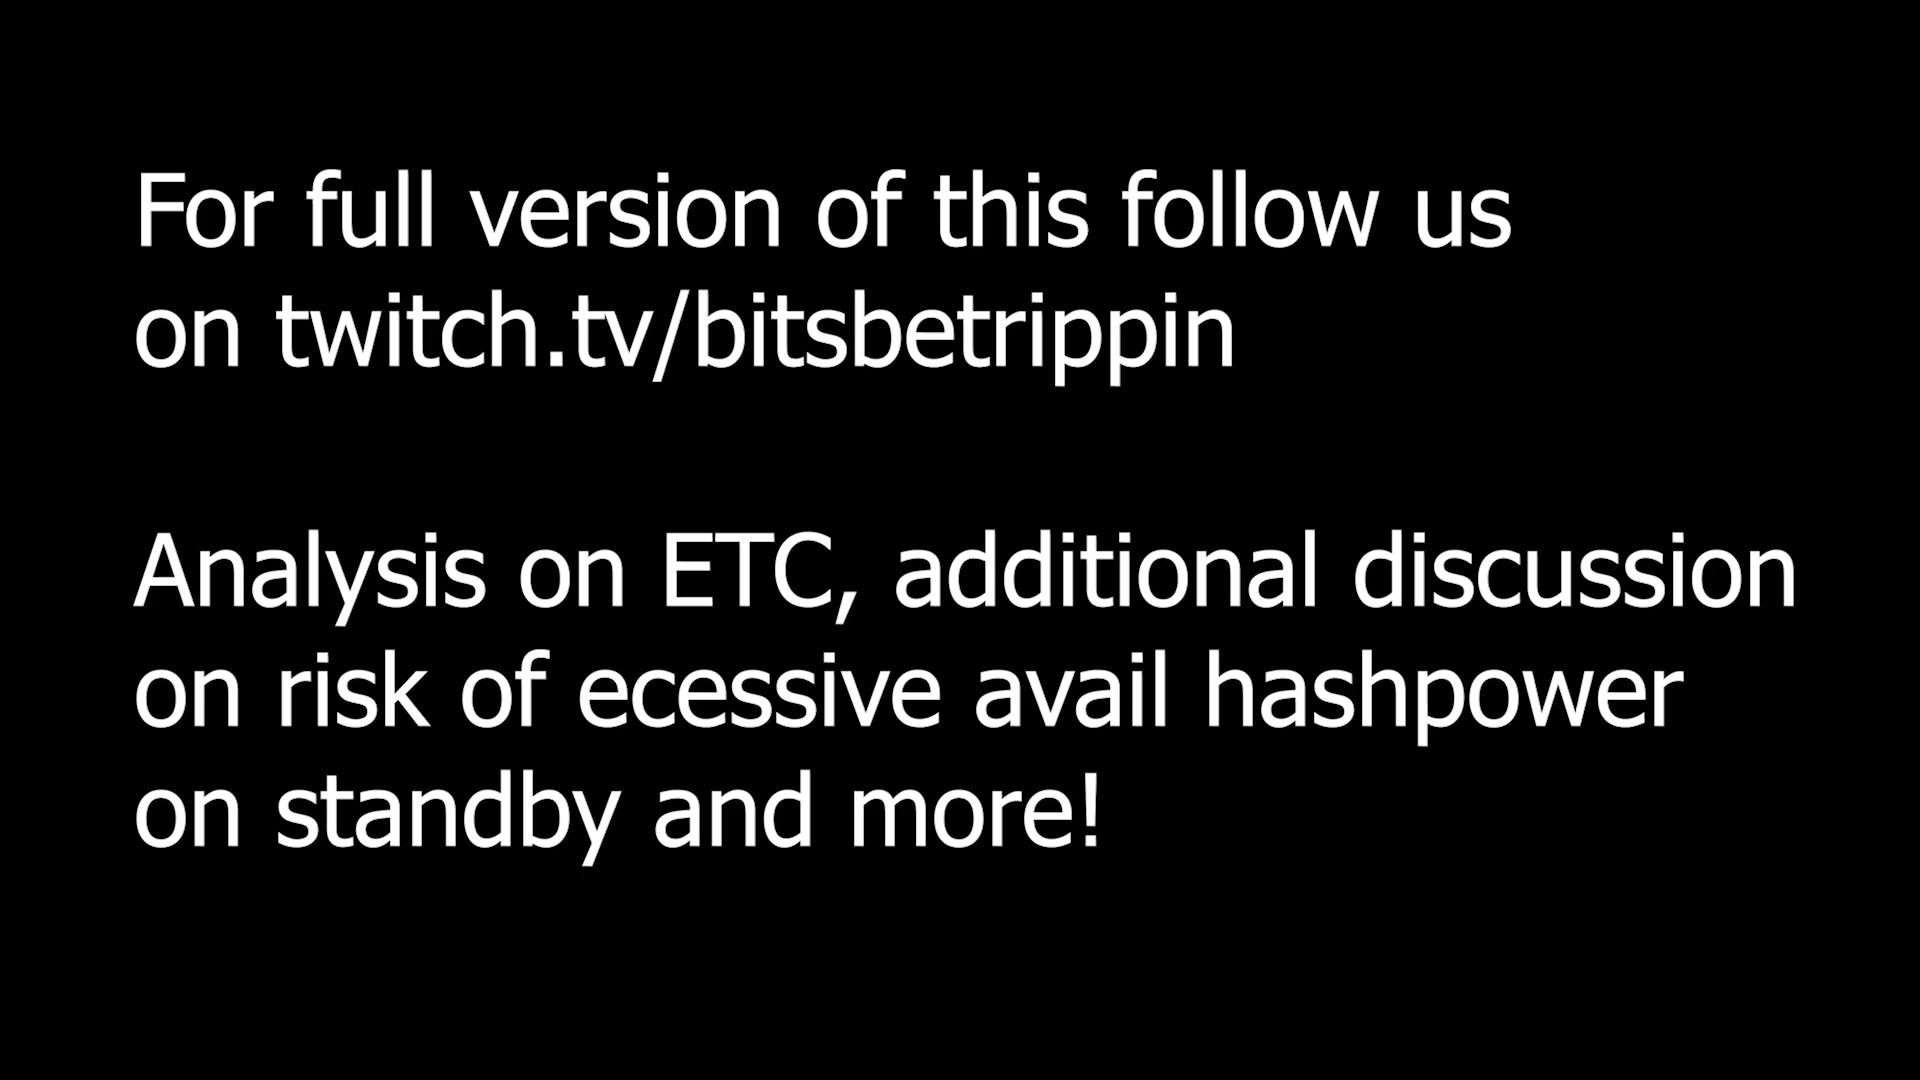 For full version of this follow us
on twitch.tv/bitsbetrippin
Analysis on ETC, additional discussion
on risk of ecessive avail hashpower
on standby and more!